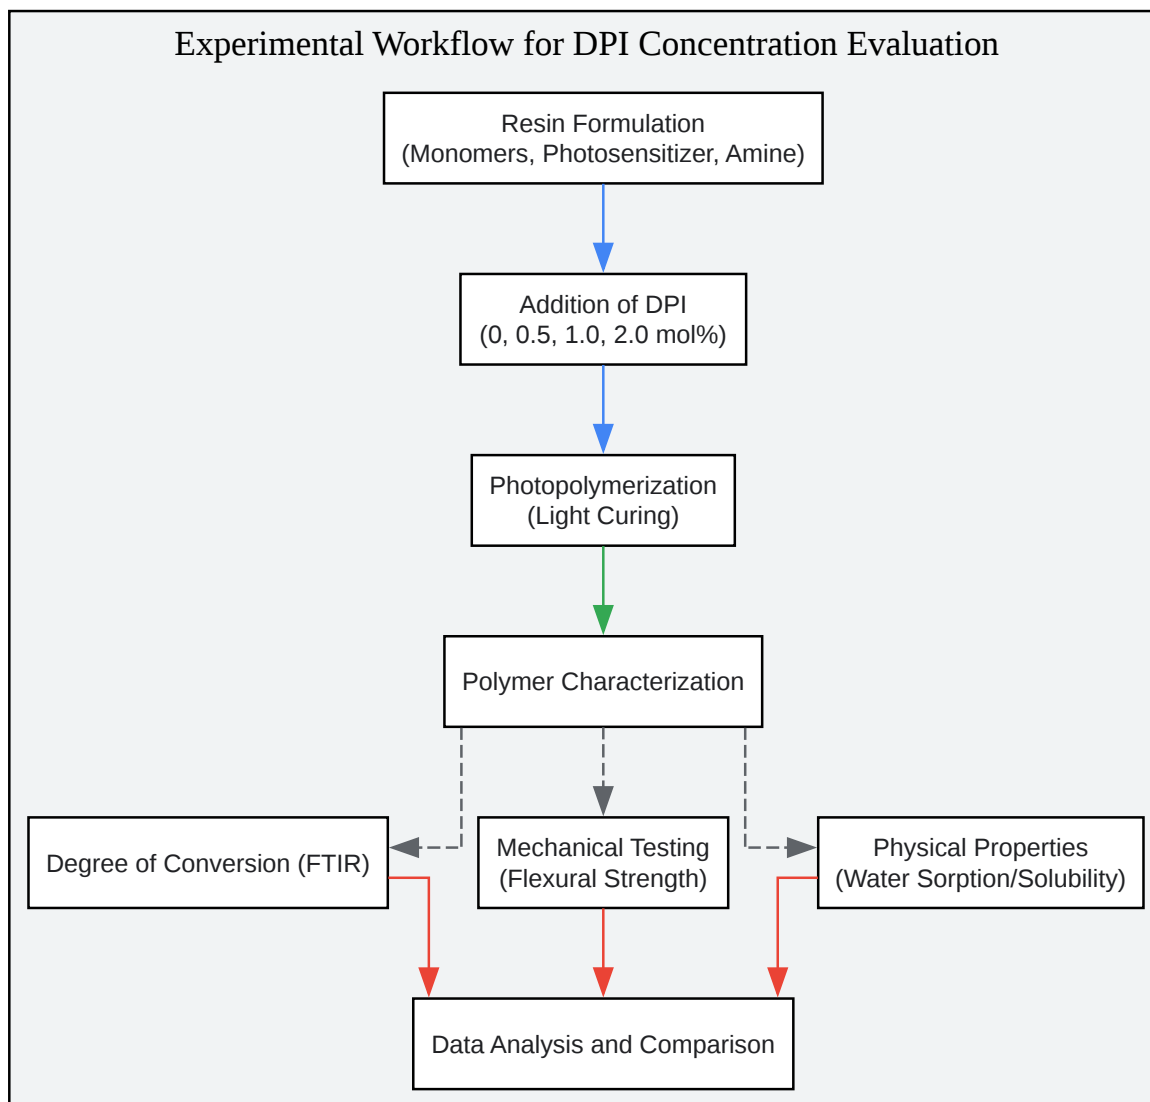 Experimental Workflow for DPI Concentration Evaluation
Resin Formulation
(Monomers, Photosensitizer, Amine)
Addition of DPI
(0, 0.5, 1.0, 2.0 mol%)
Photopolymerization
(Light Curing)
Polymer Characterization
Degree of Conversion (FTIR)
Mechanical Testing
(Flexural Strength)
Physical Properties
(Water Sorption/Solubility)
Data Analysis and Comparison